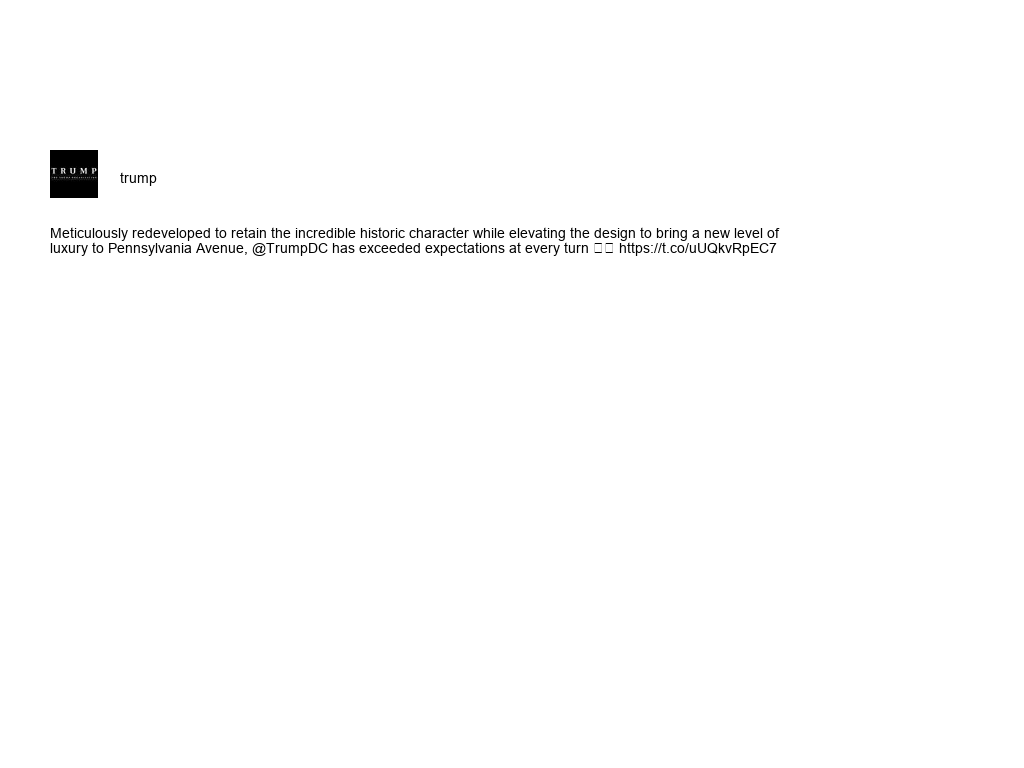 TRUMP
trump
Meticulously redeveloped to retain the incredible historic character while elevating the design to bring a new level of
luxury to Pennsylvania Avenue, @TrumpDC has exceeded expectations at every turn □□ https://t.co/uUQkvRpEC7